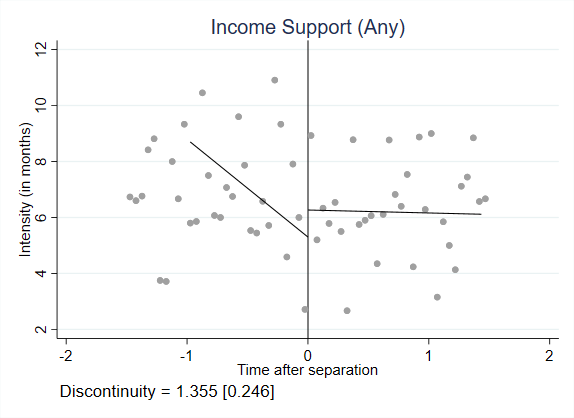 Income Support (Any)
Intensity (in months)
12
10
8
6
4
2
-2
-1
0
1
2
Time after separation
Discontinuity = 1.355 [0.246]